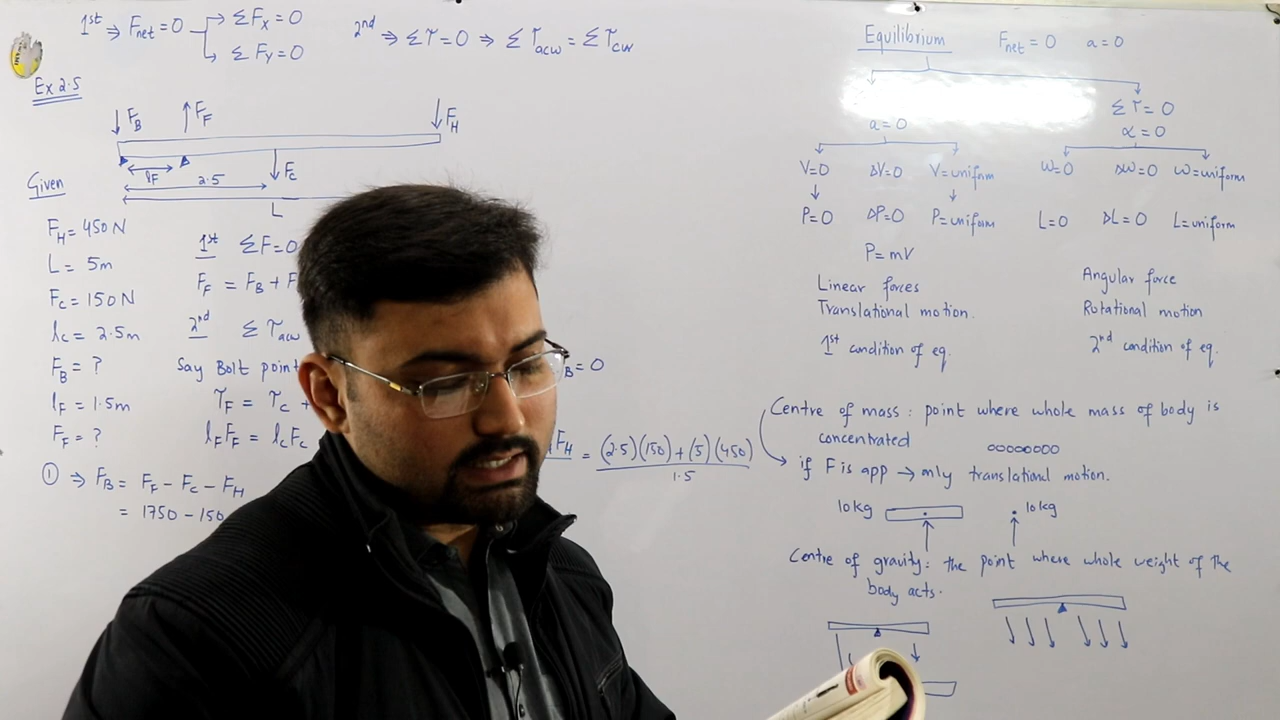 1st ⇒ Fnet = 0 → ΣFx = 0
→ ΣFy = 0
2nd ⇒ Στ = 0 ⇒ Στacw = Στcw
Ex 2.5
FB FF FH
lF Fc
2.5
L
Given
FH = 450 N
L = 5m
Fc = 150 N
lc = 2.5m
FB = ?
lF = 1.5m
FF = ?
1st ΣF = 0
FF = FB + F
2nd Στacw
Say Bolt point
B = 0
τF = τc +
lF FF = lc Fc
FH = (2.5)(150) + (5)(450)
1.5
① ⇒ FB = FF − Fc − FH
= 1750 − 150
Equilibrium Fnet = 0 a = 0
a = 0
Στ = 0
α = 0
V=0 ΔV=0 V = uniform
P=0 ΔP=0 P = uniform
P = mV
Linear forces
Translational motion.
1st condition of eq.
ω=0 Δω=0 ω=uniform
L=0 ΔL=0 L=uniform
Angular force
Rotational motion
2nd condition of eq.
Centre of mass: point where whole mass of body is
concentrated
if F is app → only translational motion.
10kg 10kg
Centre of gravity: the point where whole weight of the
body acts.